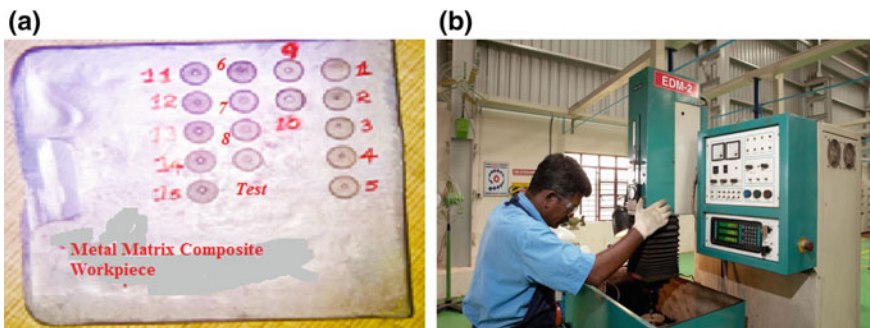 (a)
(b)
9
11 6 1
12 7 2
10
13 8 3
14 4
15 Test 5
Metal Matrix Composite
Workpiece
EDM-2